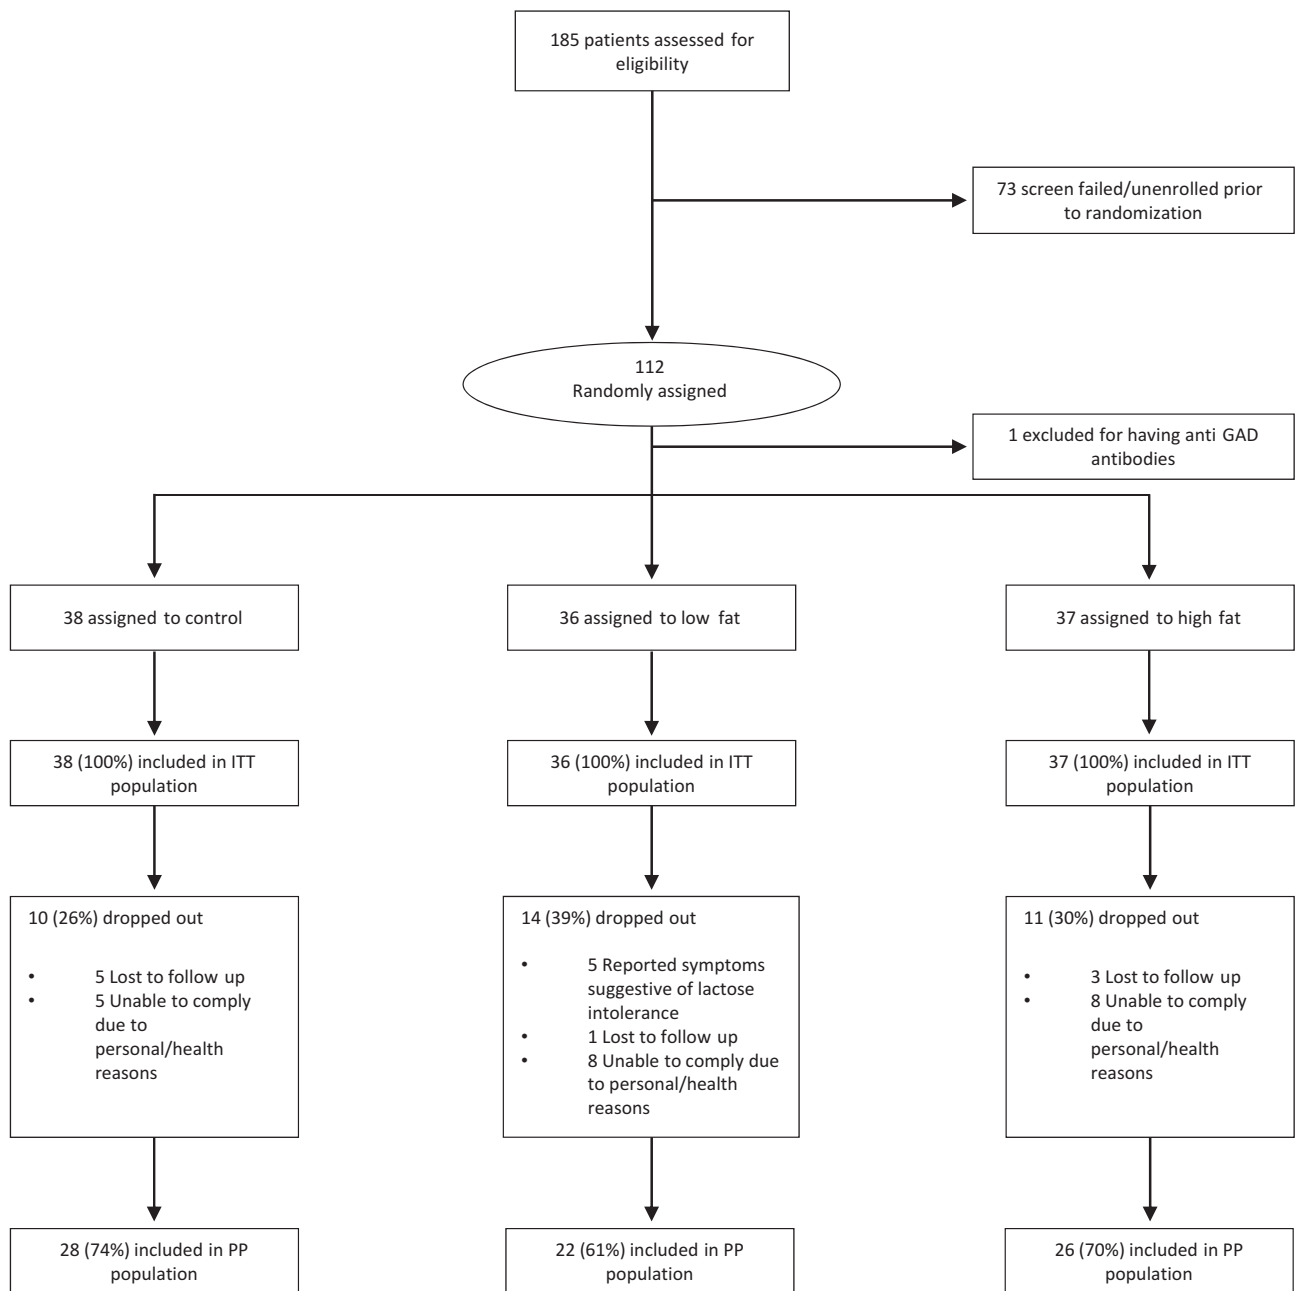 185 patients assessed for
eligibility
73 screen failed/unenrolled prior
to randomization
112
Randomly assigned
1 excluded for having anti GAD
antibodies
38 assigned to control
36 assigned to low fat
37 assigned to high fat
38 (100%) included in ITT
population
36 (100%) included in ITT
population
37 (100%) included in ITT
population
10 (26%) dropped out
• 5 Lost to follow up
• 5 Unable to comply
due to
personal/health
reasons
14 (39%) dropped out
• 5 Reported symptoms
suggestive of lactose
intolerance
• 1 Lost to follow up
• 8 Unable to comply due
to personal/health
reasons
11 (30%) dropped out
• 3 Lost to follow up
• 8 Unable to comply
due to
personal/health
reasons
28 (74%) included in PP
population
22 (61%) included in PP
population
26 (70%) included in PP
population